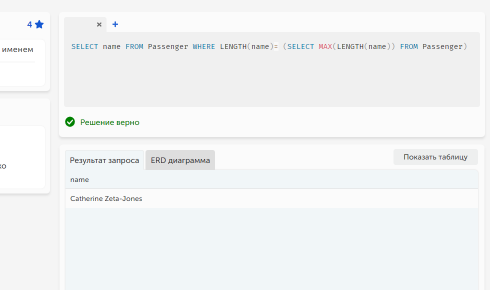 4
именем
× +
SELECT name FROM Passenger WHERE LENGTH(name)= (SELECT MAX(LENGTH(name)) FROM Passenger)
Решение верно
Результат запроса
ERD диаграмма
Показать таблицу
name
Catherine Zeta-Jones